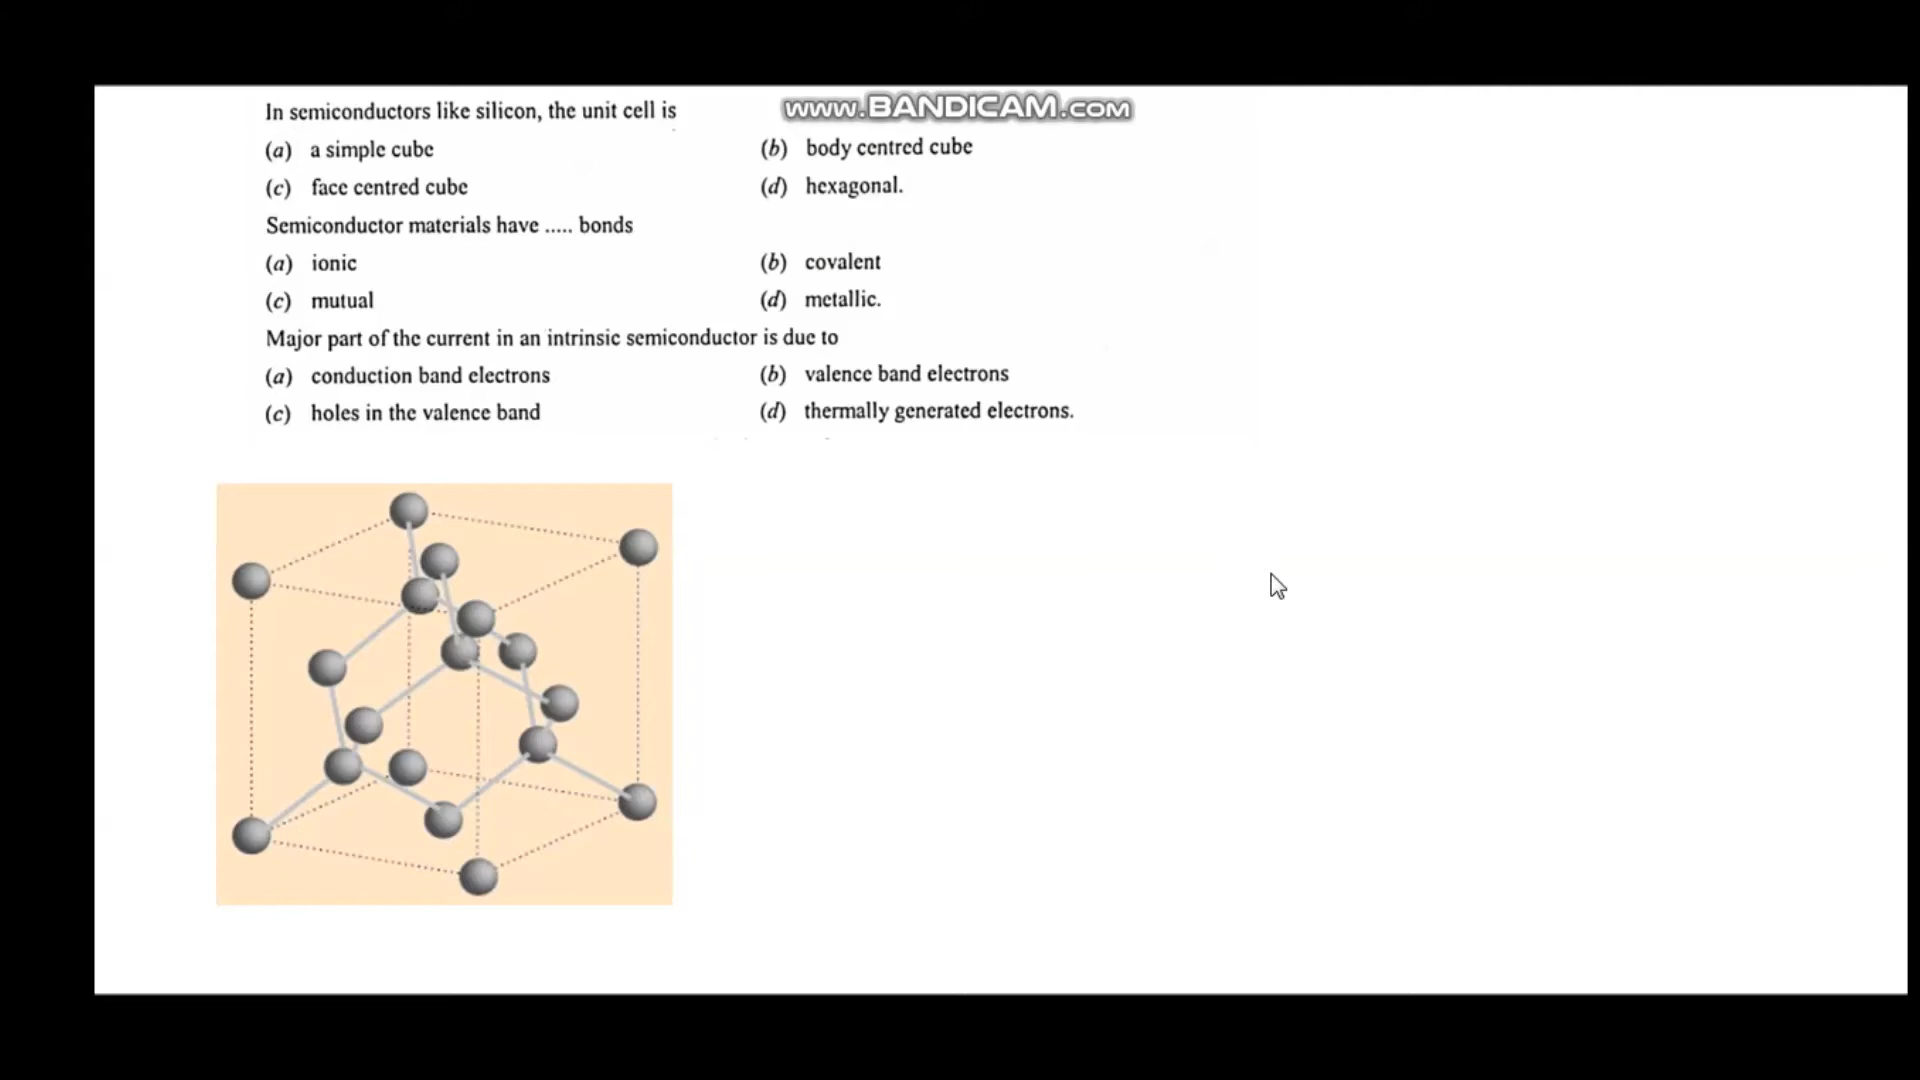 www.BANDICAM.com
In semiconductors like silicon, the unit cell is
(a) a simple cube (b) body centred cube
(c) face centred cube (d) hexagonal.
Semiconductor materials have ..... bonds
(a) ionic (b) covalent
(c) mutual (d) metallic.
Major part of the current in an intrinsic semiconductor is due to
(a) conduction band electrons (b) valence band electrons
(c) holes in the valence band (d) thermally generated electrons.